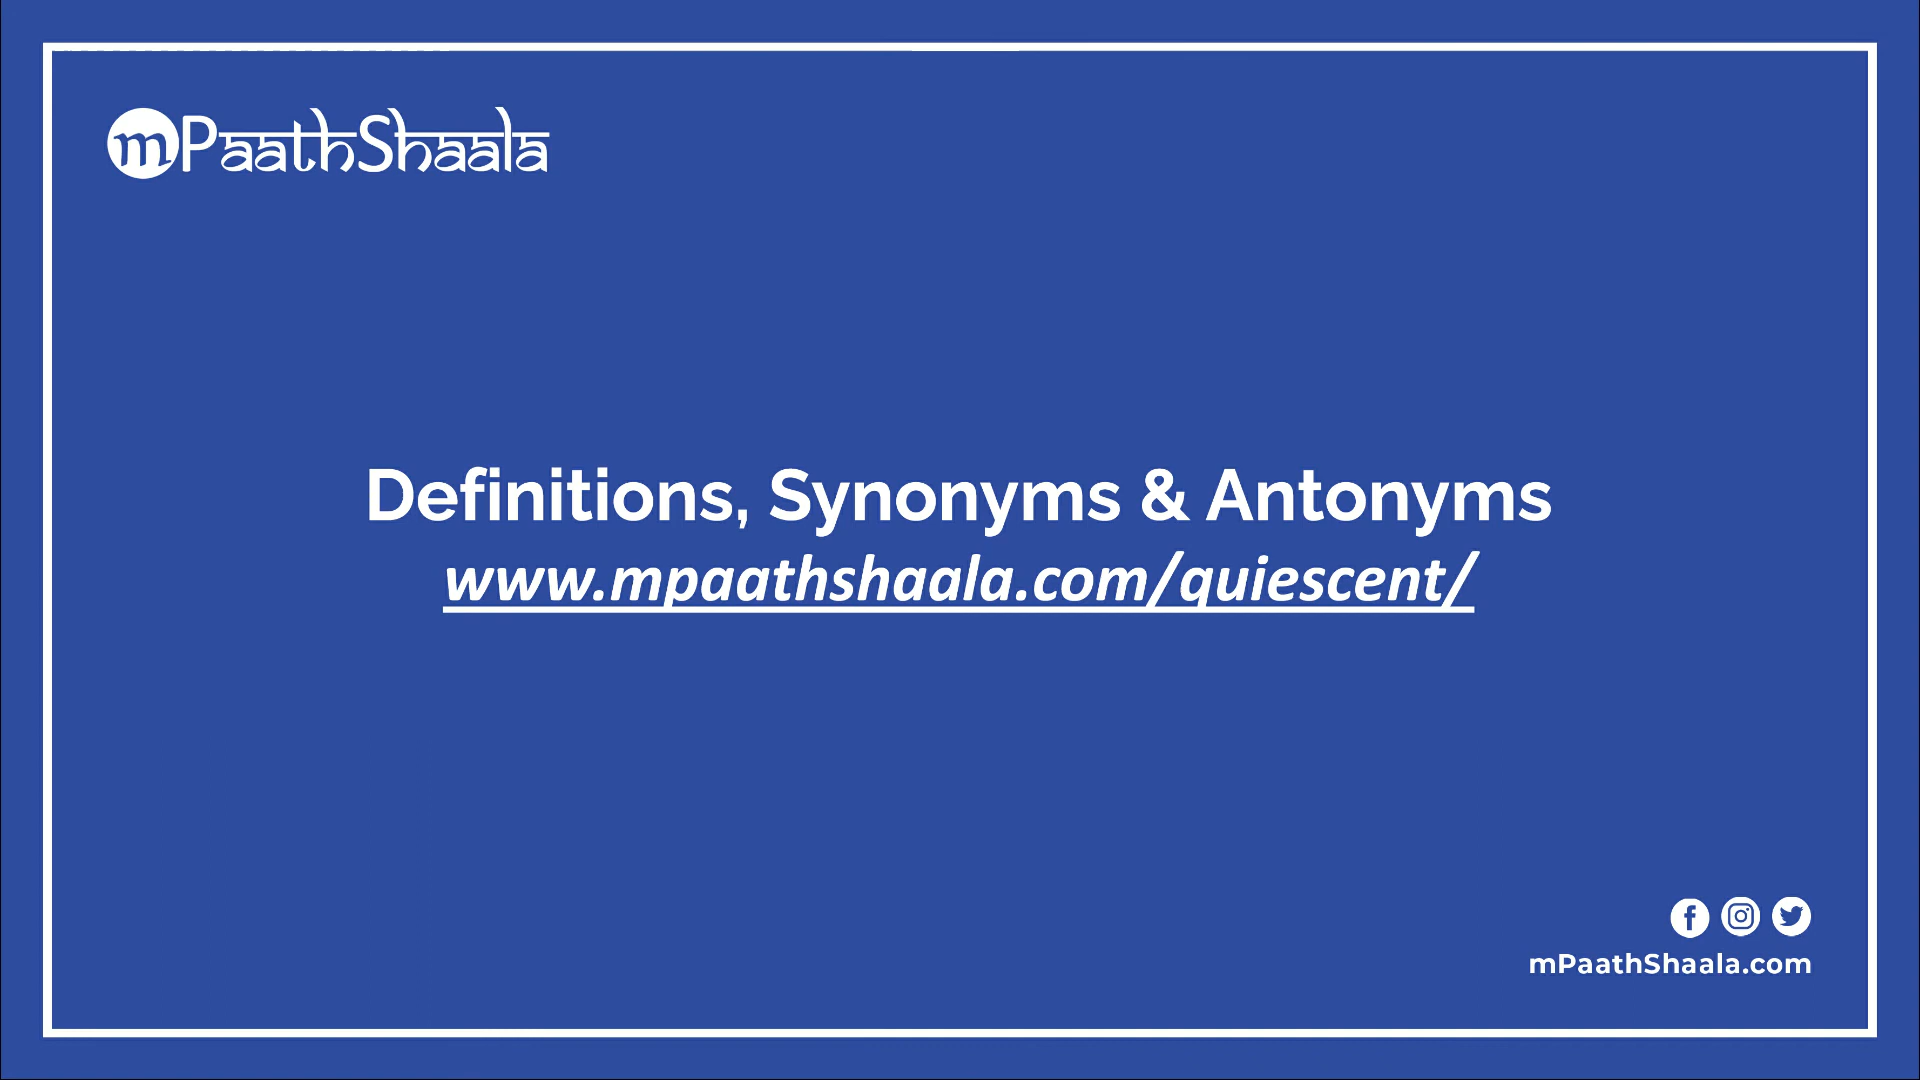 mPaathShaala
Definitions, Synonyms & Antonyms
www.mpaathshaala.com/quiescent/
mPaathShaala.com